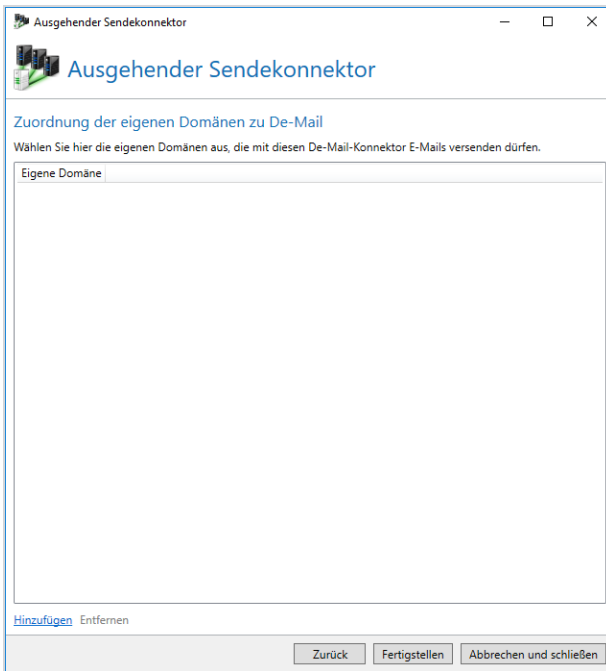 Ausgehender Sendekonnektor
Ausgehender Sendekonnektor
Zuordnung der eigenen Domänen zu De-Mail
Wählen Sie hier die eigenen Domänen aus, die mit diesen De-Mail-Konnektor E-Mails versenden dürfen.
Eigene Domäne
Hinzufügen Entfernen
Zurück Fertigstellen Abbrechen und schließen